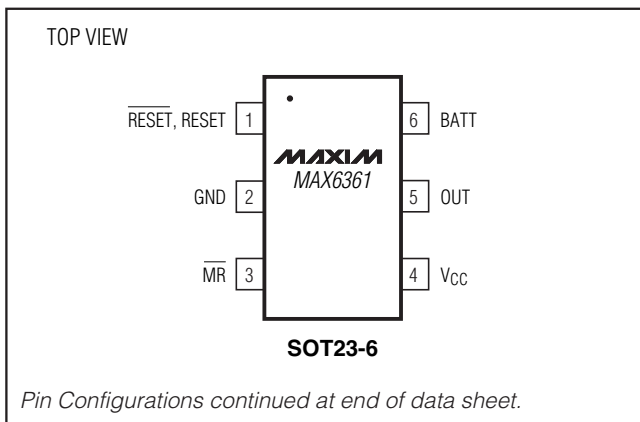 TOP VIEW
RESET, RESET 1
6 BATT
MAXIM
MAX6361
GND 2
5 OUT
MR 3
4 VCC
SOT23-6
Pin Configurations continued at end of data sheet.